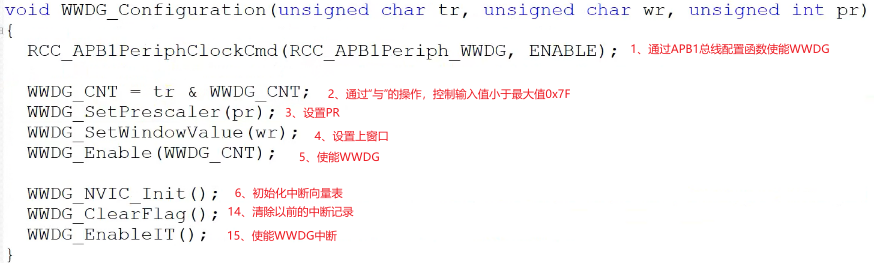 void WWDG_Configuration(unsigned char tr, unsigned char wr, unsigned int pr)
{
RCC_APB1PeriphClockCmd(RCC_APB1Periph_WWDG, ENABLE); 1、通过APB1总线配置函数使能WWDG
WWDG_CNT = tr & WWDG_CNT; 2、通过“与”的操作，控制输入值小于最大值0x7F
WWDG_SetPrescaler(pr); 3、设置PR
WWDG_SetWindowValue(wr); 4、设置上窗口
WWDG_Enable(WWDG_CNT); 5、使能WWDG
WWDG_NVIC_Init(); 6、初始化中断向量表
WWDG_ClearFlag(); 14、清除以前的中断记录
WWDG_EnableIT(); 15、使能WWDG中断
}